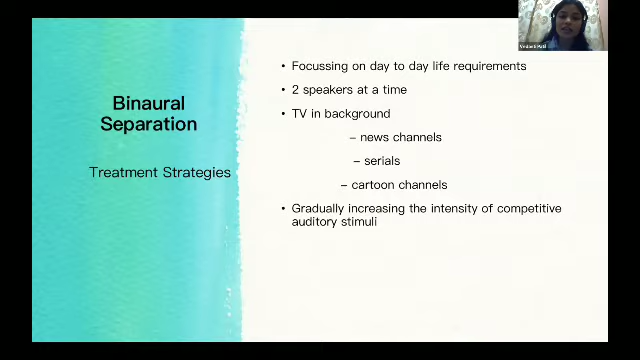 Binaural
Separation
Treatment Strategies
• Focussing on day to day life requirements
• 2 speakers at a time
• TV in background
– news channels
– serials
– cartoon channels
• Gradually increasing the intensity of competitive
auditory stimuli